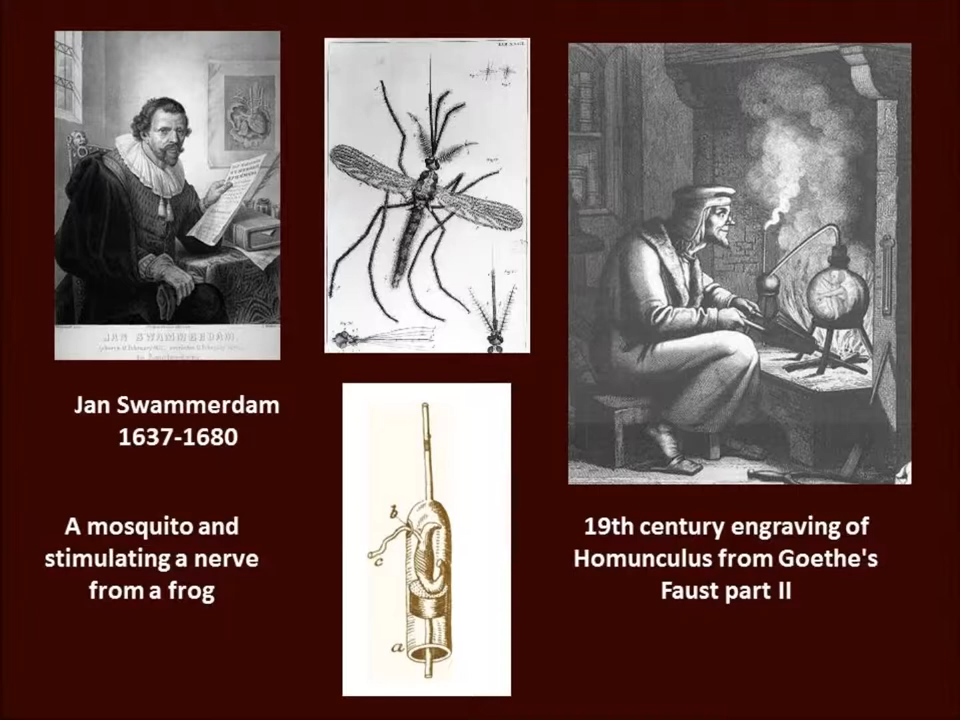 JAN SWAMMERDAM.
Jan Swammerdam
1637-1680
A mosquito and
stimulating a nerve
from a frog
b
c
a
19th century engraving of
Homunculus from Goethe's
Faust part II